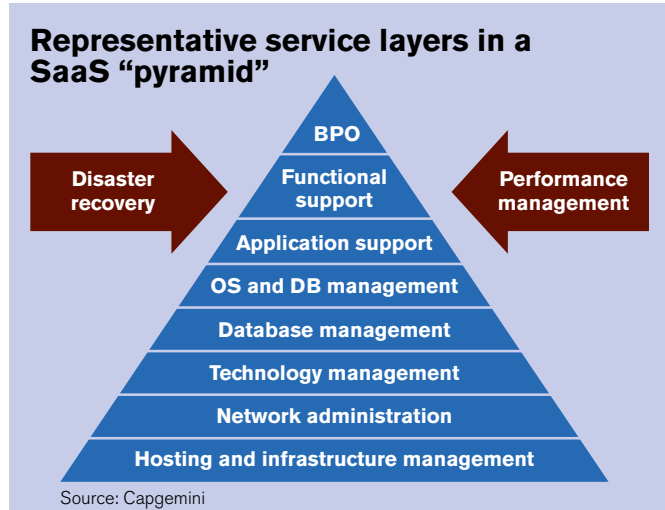 Representative service layers in a
SaaS “pyramid”
BPO
Disaster
recovery
Functional
support
Performance
management
Application support
OS and DB management
Database management
Technology management
Network administration
Hosting and infrastructure management
Source: Capgemini